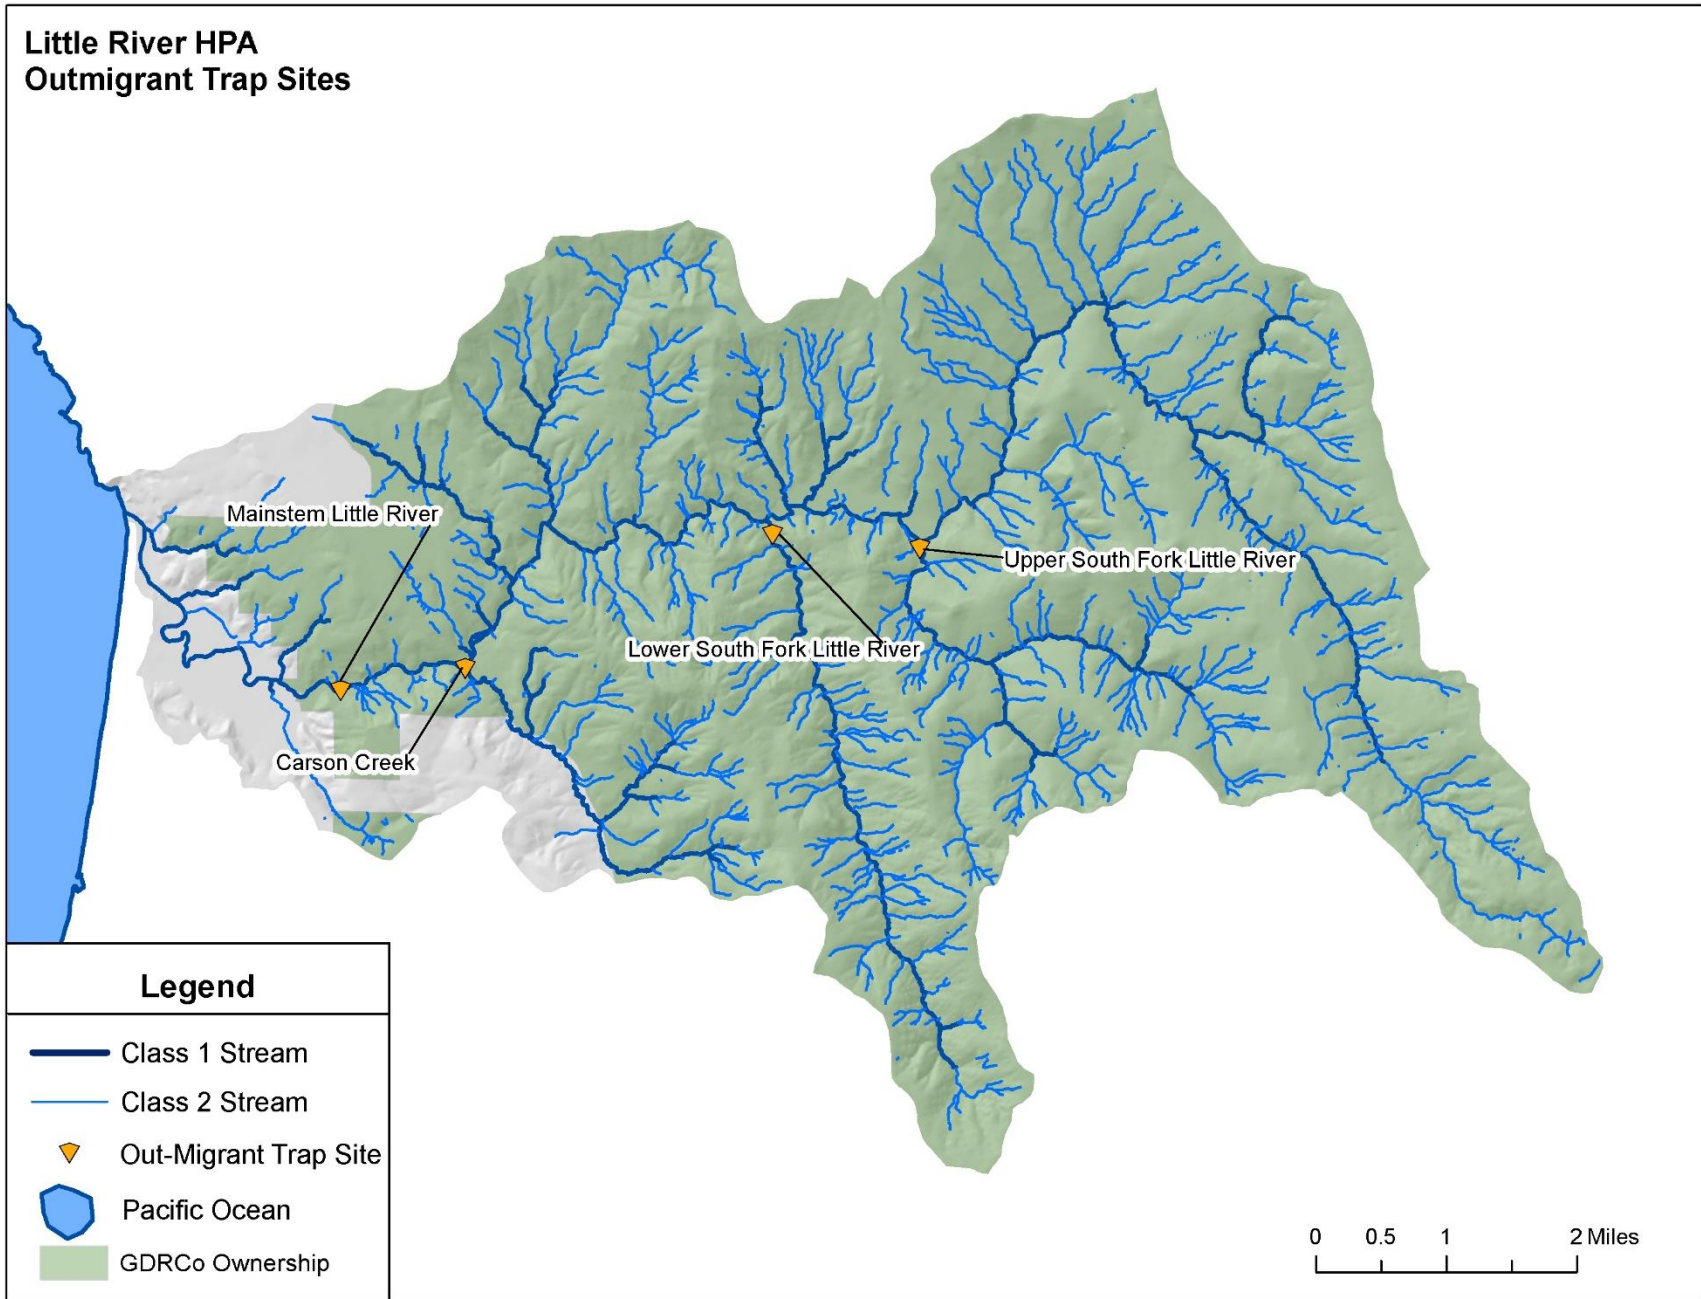 Little River HPA
Outmigrant Trap Sites
Mainstem Little River
Upper South Fork Little River
Lower South Fork Little River
Carson Creek
Legend
Class 1 Stream
Class 2 Stream
Out-Migrant Trap Site
Pacific Ocean
GDRCo Ownership
0 0.5 1 2 Miles